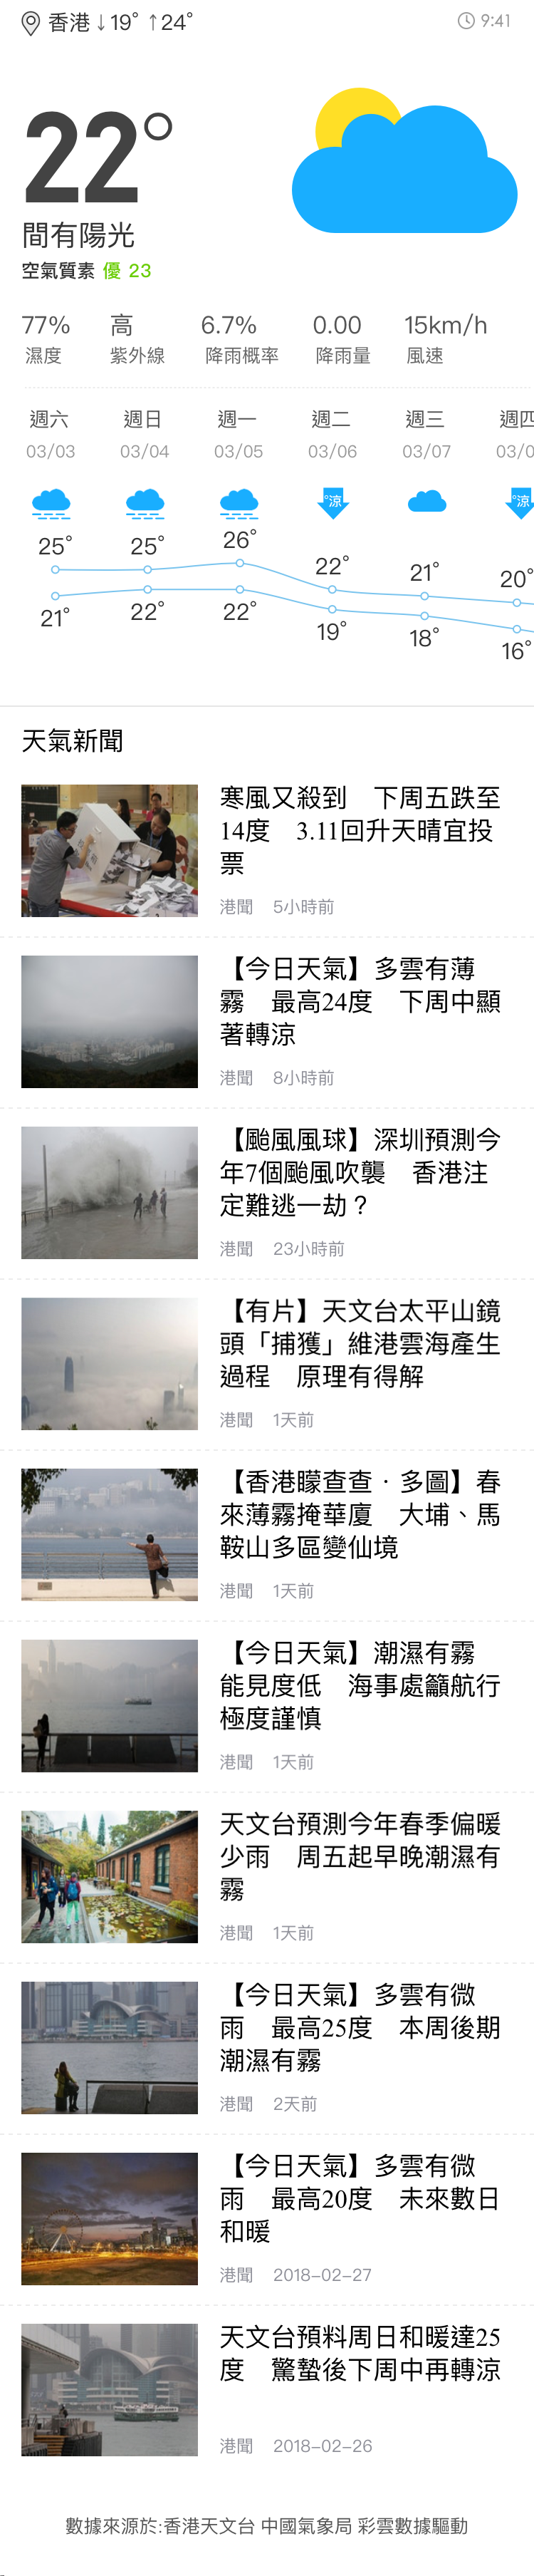 香港 ↓19° ↑24°
9:41
22°
間有陽光
空氣質素 優 23
77% 高 6.7% 0.00 15km/h
濕度 紫外線 降雨概率 降雨量 風速
週六 週日 週一 週二 週三 週四
03/03 03/04 03/05 03/06 03/07 03/0
°涼 °涼
25° 25° 26° 22° 21° 20°
21° 22° 22° 19° 18° 16°
天氣新聞
寒風又殺到　下周五跌至
14度　3.11回升天晴宜投
票
港聞 5小時前
【今日天氣】多雲有薄
霧　最高24度　下周中顯
著轉涼
港聞 8小時前
【颱風風球】深圳預測今
年7個颱風吹襲　香港注
定難逃一劫？
港聞 23小時前
【有片】天文台太平山鏡
頭「捕獲」維港雲海產生
過程　原理有得解
港聞 1天前
【香港矇查查．多圖】春
來薄霧掩華廈　大埔、馬
鞍山多區變仙境
港聞 1天前
【今日天氣】潮濕有霧
能見度低　海事處籲航行
極度謹慎
港聞 1天前
天文台預測今年春季偏暖
少雨　周五起早晚潮濕有
霧
港聞 1天前
【今日天氣】多雲有微
雨　最高25度　本周後期
潮濕有霧
港聞 2天前
【今日天氣】多雲有微
雨　最高20度　未來數日
和暖
港聞 2018-02-27
天文台預料周日和暖達25
度　驚蟄後下周中再轉涼
港聞 2018-02-26
數據來源於:香港天文台 中國氣象局 彩雲數據驅動